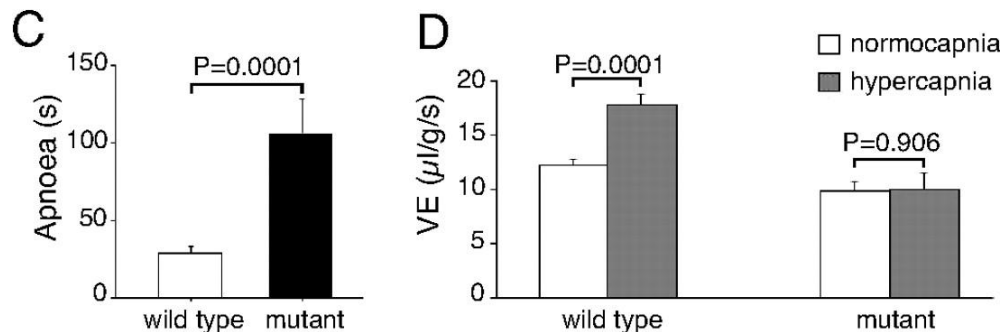 C
Apnoea (s)
150
100
50
0
P=0.0001
wild type mutant
D
normocapnia
hypercapnia
VE (µl/g/s)
20
15
10
5
0
P=0.0001
P=0.906
wild type mutant